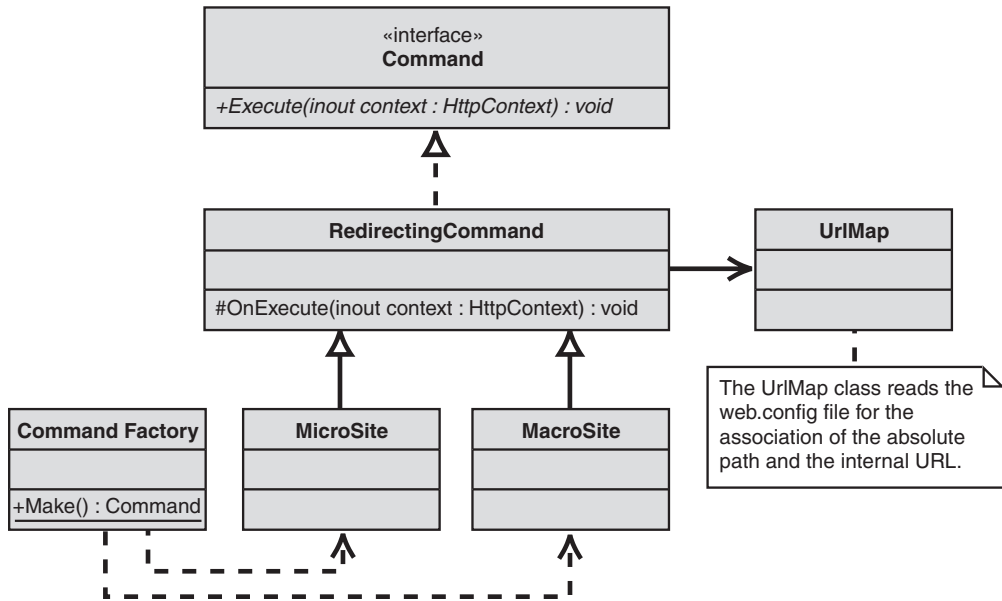 «interface»
Command
+Execute(inout context : HttpContext) : void
RedirectingCommand
#OnExecute(inout context : HttpContext) : void
UrlMap
The UrlMap class reads the
web.config file for the
association of the absolute
path and the internal URL.
Command Factory
+Make() : Command
MicroSite
MacroSite